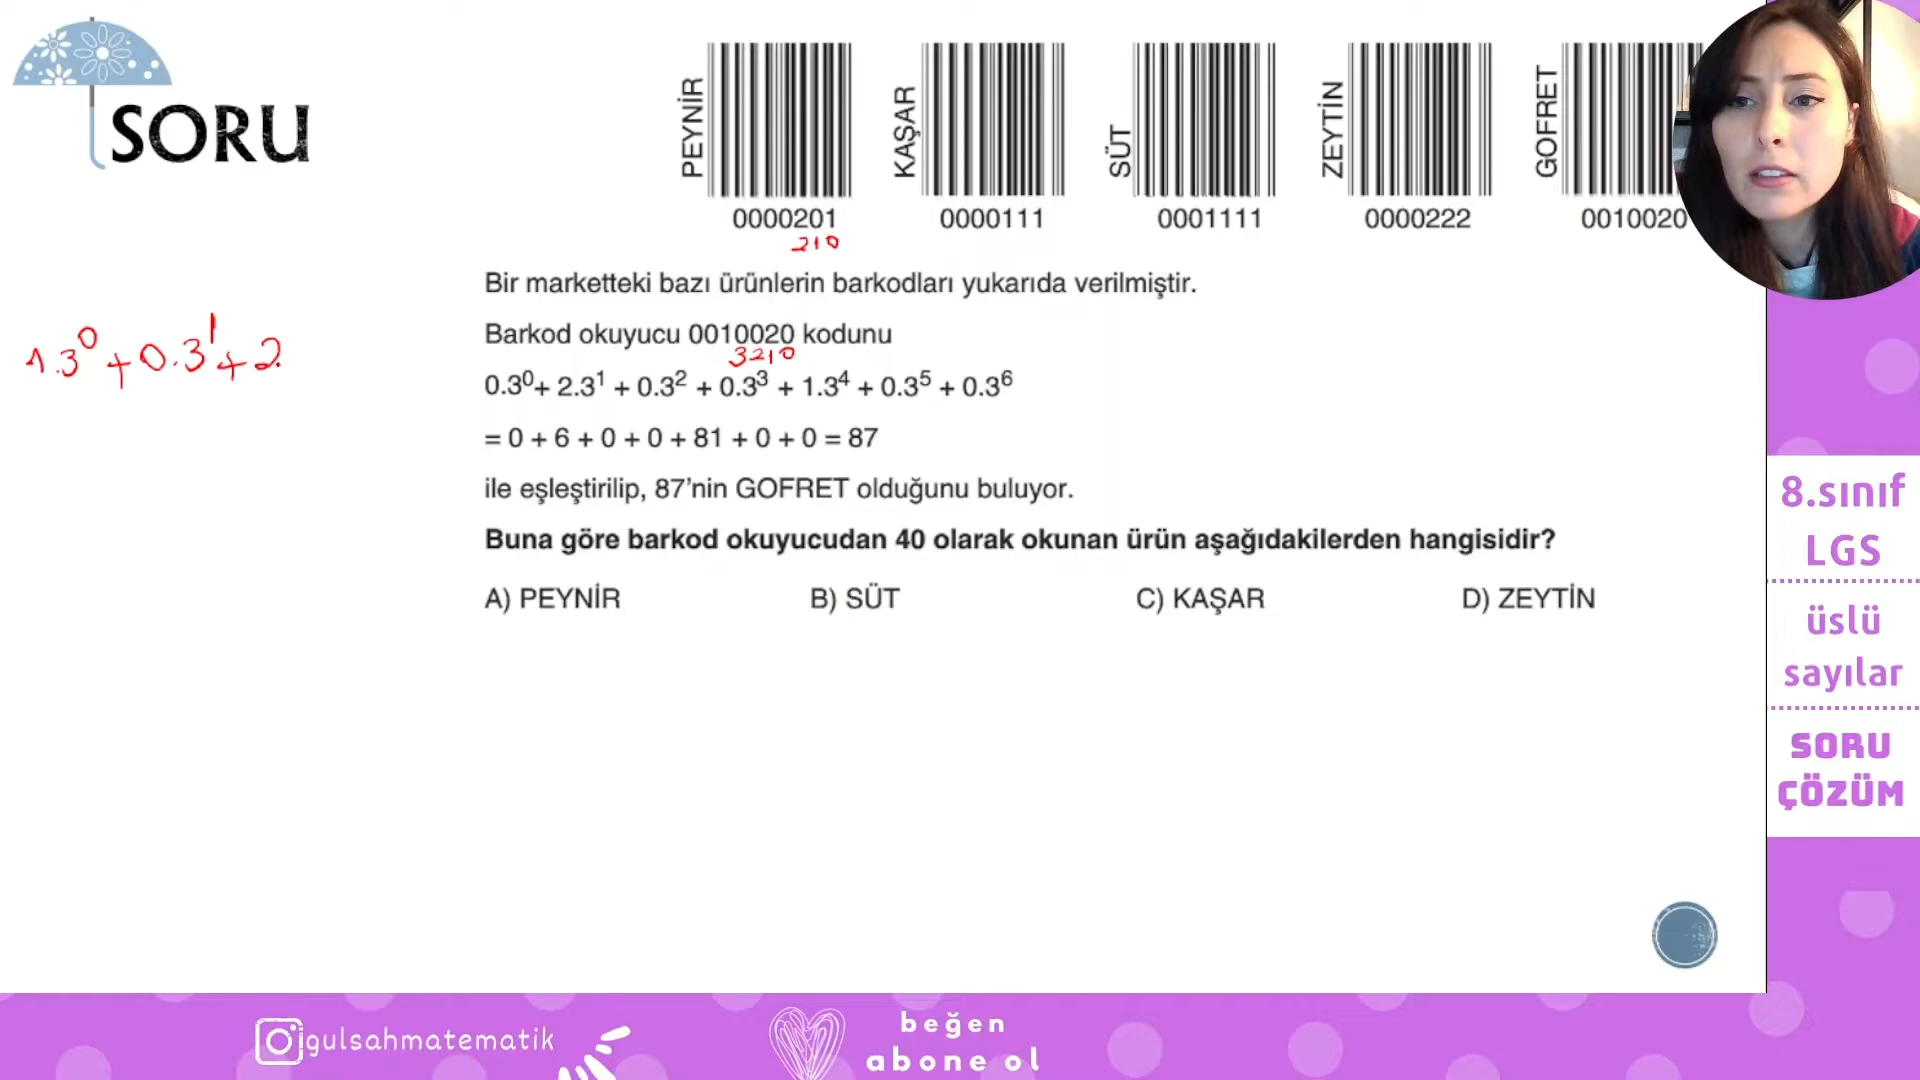 SORU
PEYNİR
KAŞAR
SÜT
ZEYTİN
GOFRET
0000201
0000111
0001111
0000222
0010020
210
Bir marketteki bazı ürünlerin barkodları yukarıda verilmiştir.
Barkod okuyucu 0010020 kodunu
3210
0.3⁰+ 2.3¹ + 0.3² + 0.3³ + 1.3⁴ + 0.3⁵ + 0.3⁶
= 0 + 6 + 0 + 0 + 81 + 0 + 0 = 87
ile eşleştirilip, 87’nin GOFRET olduğunu buluyor.
Buna göre barkod okuyucudan 40 olarak okunan ürün aşağıdakilerden hangisidir?
A) PEYNİR
B) SÜT
C) KAŞAR
D) ZEYTİN
1.3⁰+0.3¹+2.
8.sınıf
LGS
üslü
sayılar
SORU
ÇÖZÜM
gulsahmatematik
beğen
abone ol